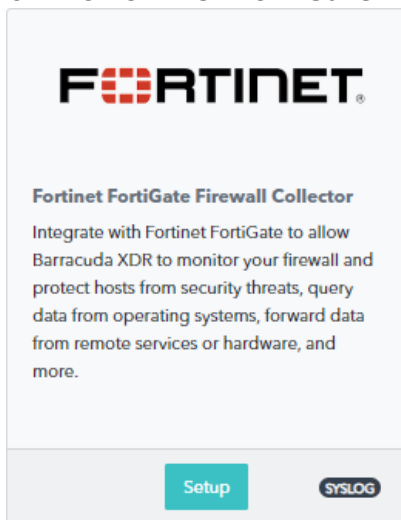 FORTINET®
Fortinet FortiGate Firewall Collector
Integrate with Fortinet FortiGate to allow
Barracuda XDR to monitor your firewall and
protect hosts from security threats, query
data from operating systems, forward data
from remote services or hardware, and
more.
Setup
SYSLOG